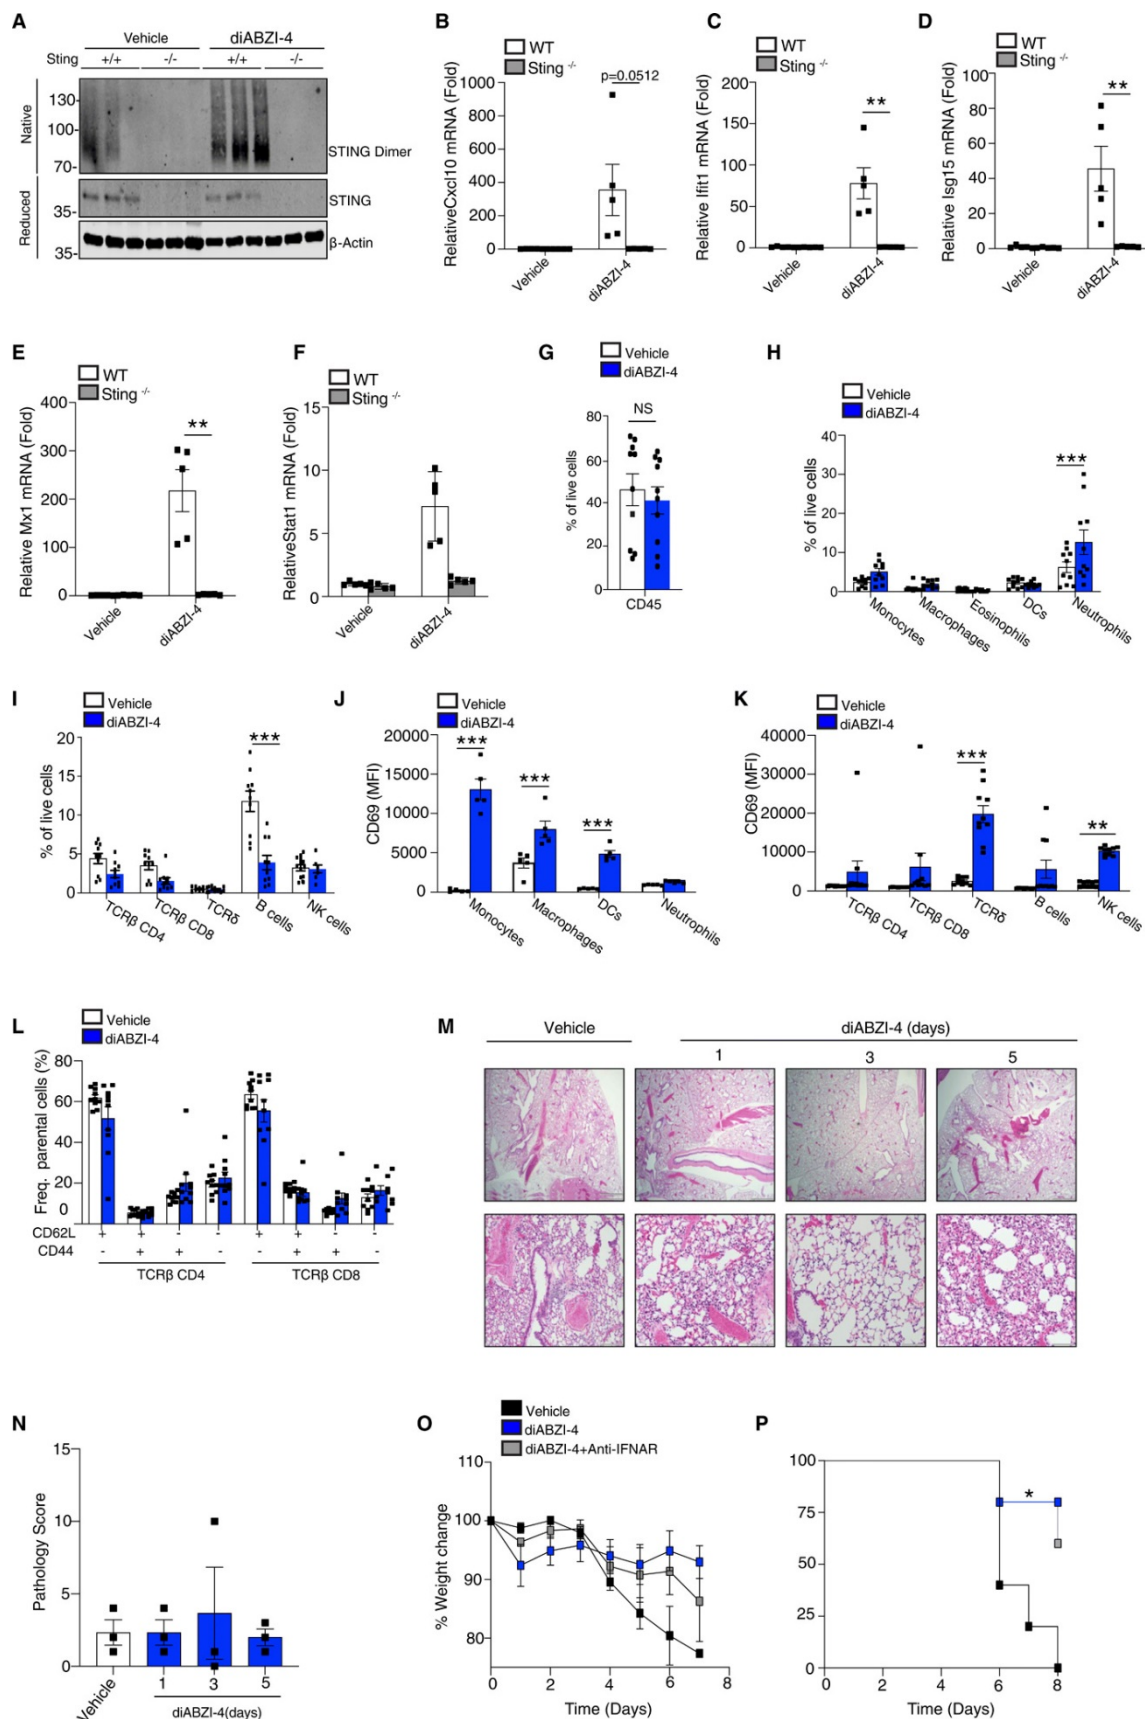 A
Vehicle
diABZI-4
Sting
+/+
-/-
+/+
-/-
Native
130-
100-
70-
STING Dimer
Reduced
35-
STING
35-
β-Actin
B
WT
Sting -/-
RelativeCxcl10 mRNA (Fold)
1000
800
600
400
200
0
p=0.0512
Vehicle
diABZI-4
C
WT
Sting -/-
Relative Ifit1 mRNA (Fold)
200
150
100
50
0
**
Vehicle
diABZI-4
D
WT
Sting -/-
Relative Isg15 mRNA (Fold)
100
80
60
40
20
0
**
Vehicle
diABZI-4
E
WT
Sting -/-
Relative Mx1 mRNA (Fold)
400
300
200
100
0
**
Vehicle
diABZI-4
F
WT
Sting -/-
RelativeStat1 mRNA (Fold)
15
10
5
0
Vehicle
diABZI-4
G
Vehicle
diABZI-4
% of live cells
80
60
40
20
0
NS
CD45
H
Vehicle
diABZI-4
% of live cells
40
30
20
10
0
***
Monocytes
Macrophages
Eosinophils
DCs
Neutrophils
I
Vehicle
diABZI-4
% of live cells
20
15
10
5
0
***
TCRβ CD4
TCRβ CD8
TCRδ
B cells
NK cells
J
Vehicle
diABZI-4
CD69 (MFI)
20000
15000
10000
5000
0
***
***
***
Monocytes
Macrophages
DCs
Neutrophils
K
Vehicle
diABZI-4
CD69 (MFI)
40000
30000
20000
10000
0
***
**
TCRβ CD4
TCRβ CD8
TCRδ
B cells
NK cells
L
Vehicle
diABZI-4
Freq. parental cells (%)
80
60
40
20
0
CD62L + + - - + + - -
CD44 - + + - - + + -
TCRβ CD4
TCRβ CD8
M
Vehicle
diABZI-4 (days)
1
3
5
N
Pathology Score
15
10
5
0
Vehicle
1
3
5
diABZI-4(days)
O
Vehicle
diABZI-4
diABZI-4+Anti-IFNAR
% Weight change
110
100
90
80
0 2 4 6 8
Time (Days)
P
100
75
50
25
0
*
0 2 4 6 8
Time (Days)